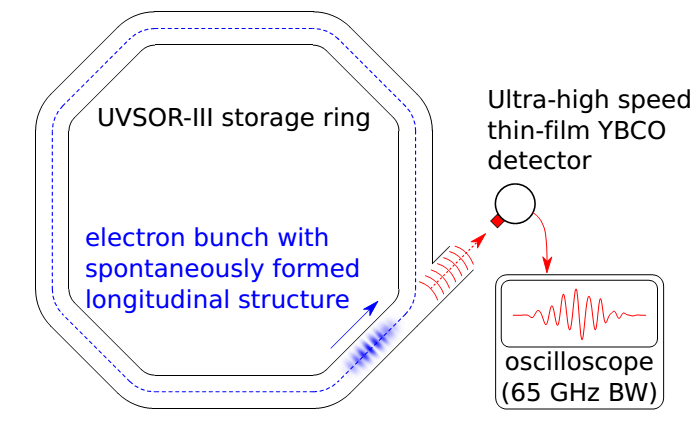 UVSOR-III storage ring
Ultra-high speed
thin-film YBCO
detector
electron bunch with
spontaneously formed
longitudinal structure
oscilloscope
(65 GHz BW)